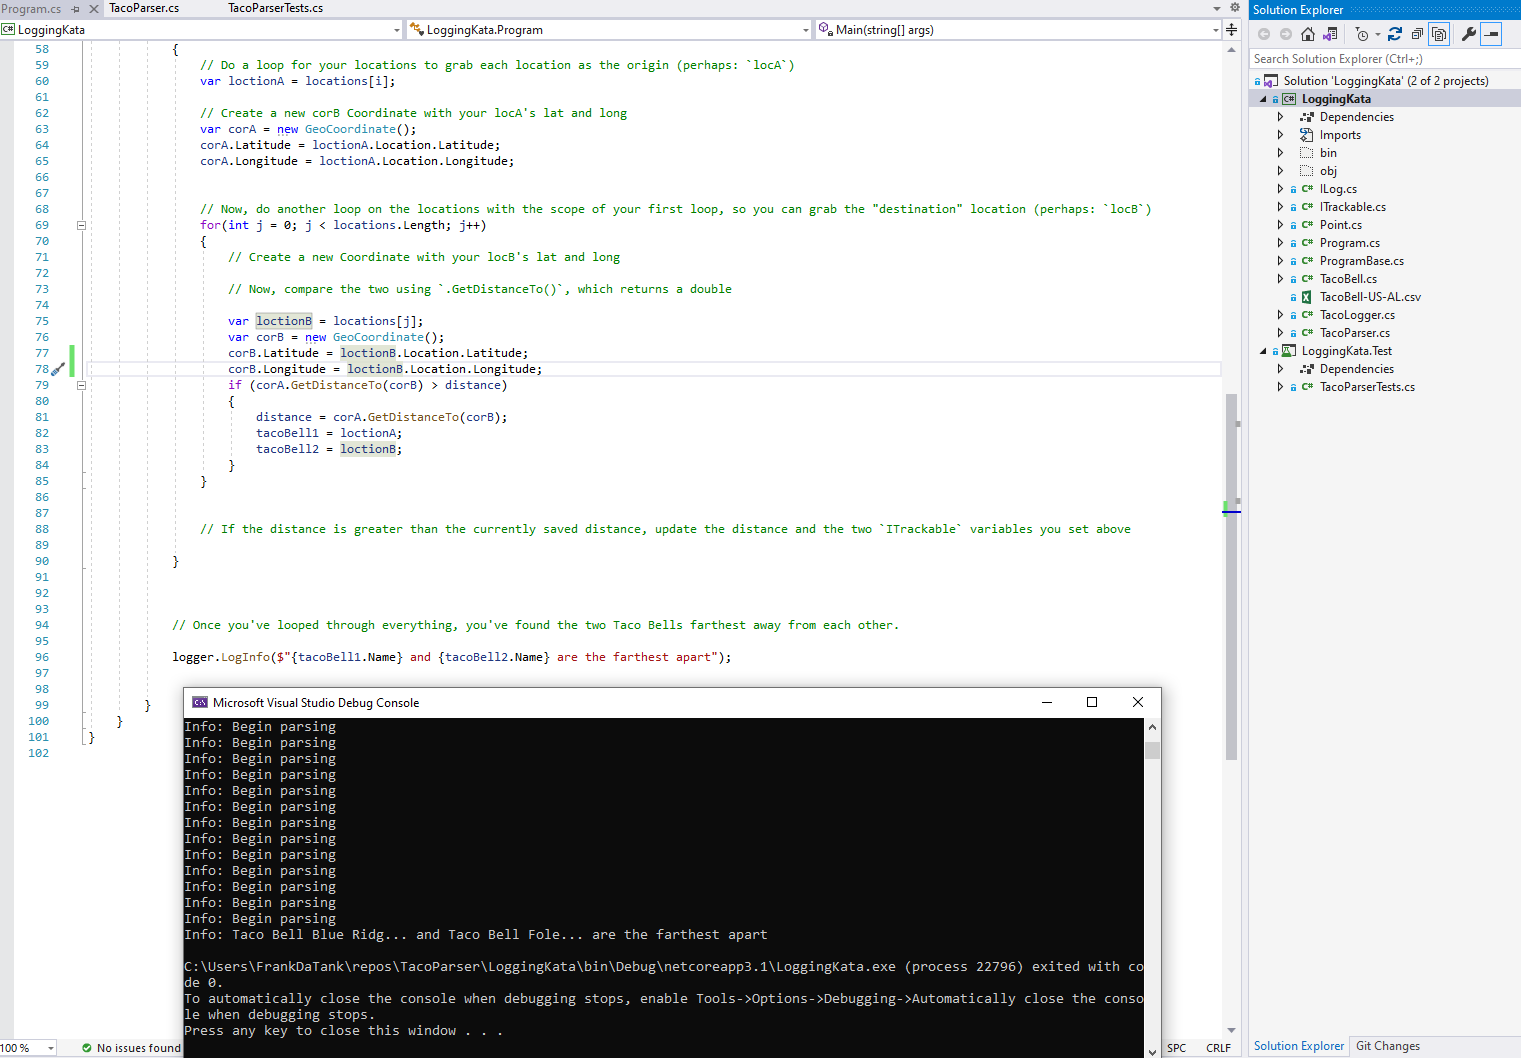 Program.cs
TacoParser.cs
TacoParserTests.cs
LoggingKata
LoggingKata.Program
Main(string[] args)
58 {
59 // Do a loop for your locations to grab each location as the origin (perhaps: `locA`)
60 var loctionA = locations[i];
61
62 // Create a new corB Coordinate with your locA's lat and long
63 var corA = new GeoCoordinate();
64 corA.Latitude = loctionA.Location.Latitude;
65 corA.Longitude = loctionA.Location.Longitude;
66
67
68 // Now, do another loop on the locations with the scope of your first loop, so you can grab the "destination" location (perhaps: `locB`)
69 for(int j = 0; j < locations.Length; j++)
70 {
71 // Create a new Coordinate with your locB's lat and long
72
73 // Now, compare the two using `.GetDistanceTo()`, which returns a double
74
75 var loctionB = locations[j];
76 var corB = new GeoCoordinate();
77 corB.Latitude = loctionB.Location.Latitude;
78 corB.Longitude = loctionB.Location.Longitude;
79 if (corA.GetDistanceTo(corB) > distance)
80 {
81 distance = corA.GetDistanceTo(corB);
82 tacoBell1 = loctionA;
83 tacoBell2 = loctionB;
84 }
85 }
86
87
88 // If the distance is greater than the currently saved distance, update the distance and the two `ITrackable` variables you set above
89
90 }
91
92
93
94 // Once you've looped through everything, you've found the two Taco Bells farthest away from each other.
95
96 logger.LogInfo($"{tacoBell1.Name} and {tacoBell2.Name} are the farthest apart");
97
98
99 }
100 }
101 }
102
Microsoft Visual Studio Debug Console
Info: Begin parsing
Info: Begin parsing
Info: Begin parsing
Info: Begin parsing
Info: Begin parsing
Info: Begin parsing
Info: Begin parsing
Info: Begin parsing
Info: Begin parsing
Info: Begin parsing
Info: Begin parsing
Info: Begin parsing
Info: Begin parsing
Info: Taco Bell Blue Ridg... and Taco Bell Fole... are the farthest apart
C:\Users\FrankDaTank\repos\TacoParser\LoggingKata\bin\Debug\netcoreapp3.1\LoggingKata.exe (process 22796) exited with co
de 0.
To automatically close the console when debugging stops, enable Tools->Options->Debugging->Automatically close the conso
le when debugging stops.
Press any key to close this window . . .
100 %
No issues found
SPC
CRLF
Solution Explorer
Search Solution Explorer (Ctrl+;)
Solution 'LoggingKata' (2 of 2 projects)
C# LoggingKata
Dependencies
Imports
bin
obj
C# ILog.cs
C# ITrackable.cs
C# Point.cs
C# Program.cs
C# ProgramBase.cs
C# TacoBell.cs
TacoBell-US-AL.csv
C# TacoLogger.cs
C# TacoParser.cs
LoggingKata.Test
Dependencies
C# TacoParserTests.cs
Solution Explorer
Git Changes